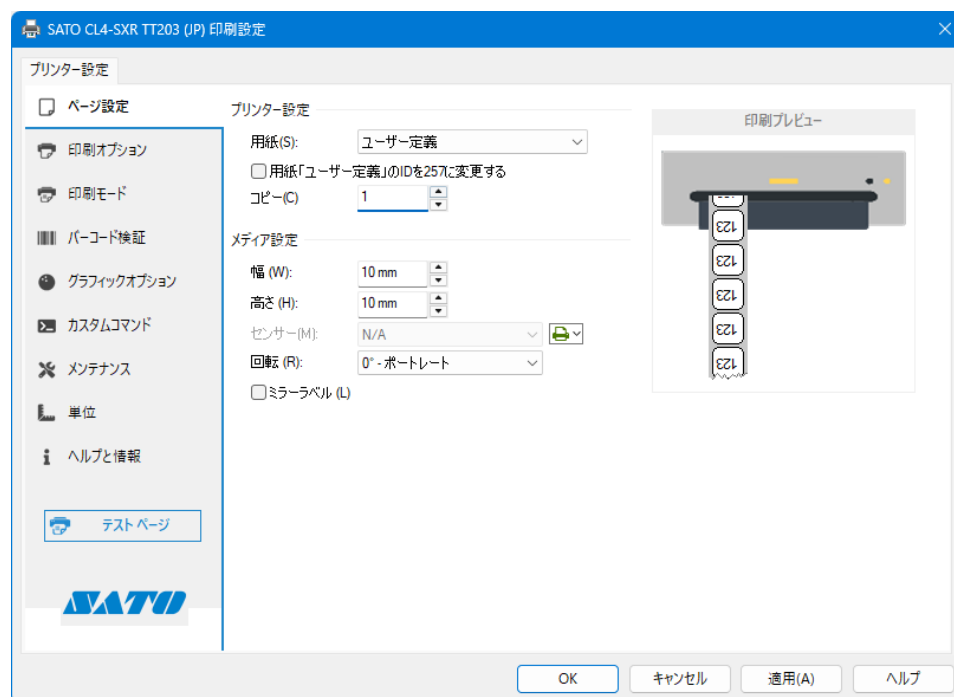 SATO CL4-SXR TT203 (JP) 印刷設定
プリンター設定
ページ設定
印刷オプション
印刷モード
バーコード検証
グラフィックオプション
カスタムコマンド
メンテナンス
単位
ヘルプと情報
テスト ページ
SATO
プリンター設定
用紙(S): ユーザー定義
用紙「ユーザー定義」のIDを257に変更する
コピー(C) 1
メディア設定
幅 (W): 10 mm
高さ (H): 10 mm
センサー(M): N/A
回転 (R): 0° - ポートレート
ミラーラベル (L)
印刷プレビュー
123
123
123
123
123
OK キャンセル 適用(A) ヘルプ